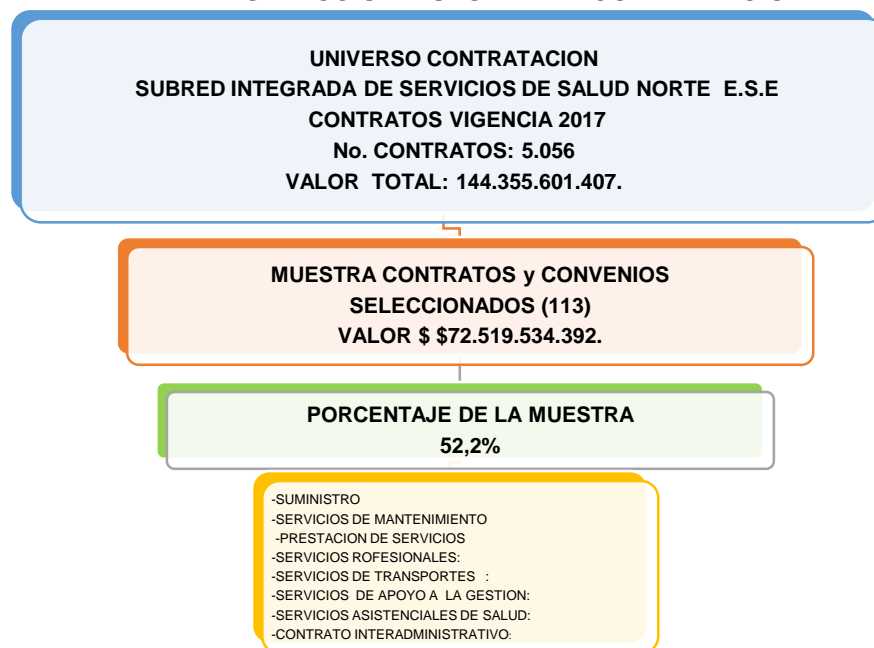 UNIVERSO CONTRATACION
SUBRED INTEGRADA DE SERVICIOS DE SALUD NORTE E.S.E
CONTRATOS VIGENCIA 2017
No. CONTRATOS: 5.056
VALOR TOTAL: 144.355.601.407.
MUESTRA CONTRATOS y CONVENIOS
SELECCIONADOS (113)
VALOR $ $72.519.534.392.
PORCENTAJE DE LA MUESTRA
52,2%
-SUMINISTRO
-SERVICIOS DE MANTENIMIENTO
-PRESTACION DE SERVICIOS
-SERVICIOS ROFESIONALES:
-SERVICIOS DE TRANSPORTES :
-SERVICIOS DE APOYO A LA GESTION:
-SERVICIOS ASISTENCIALES DE SALUD:
-CONTRATO INTERADMINISTRATIVO: